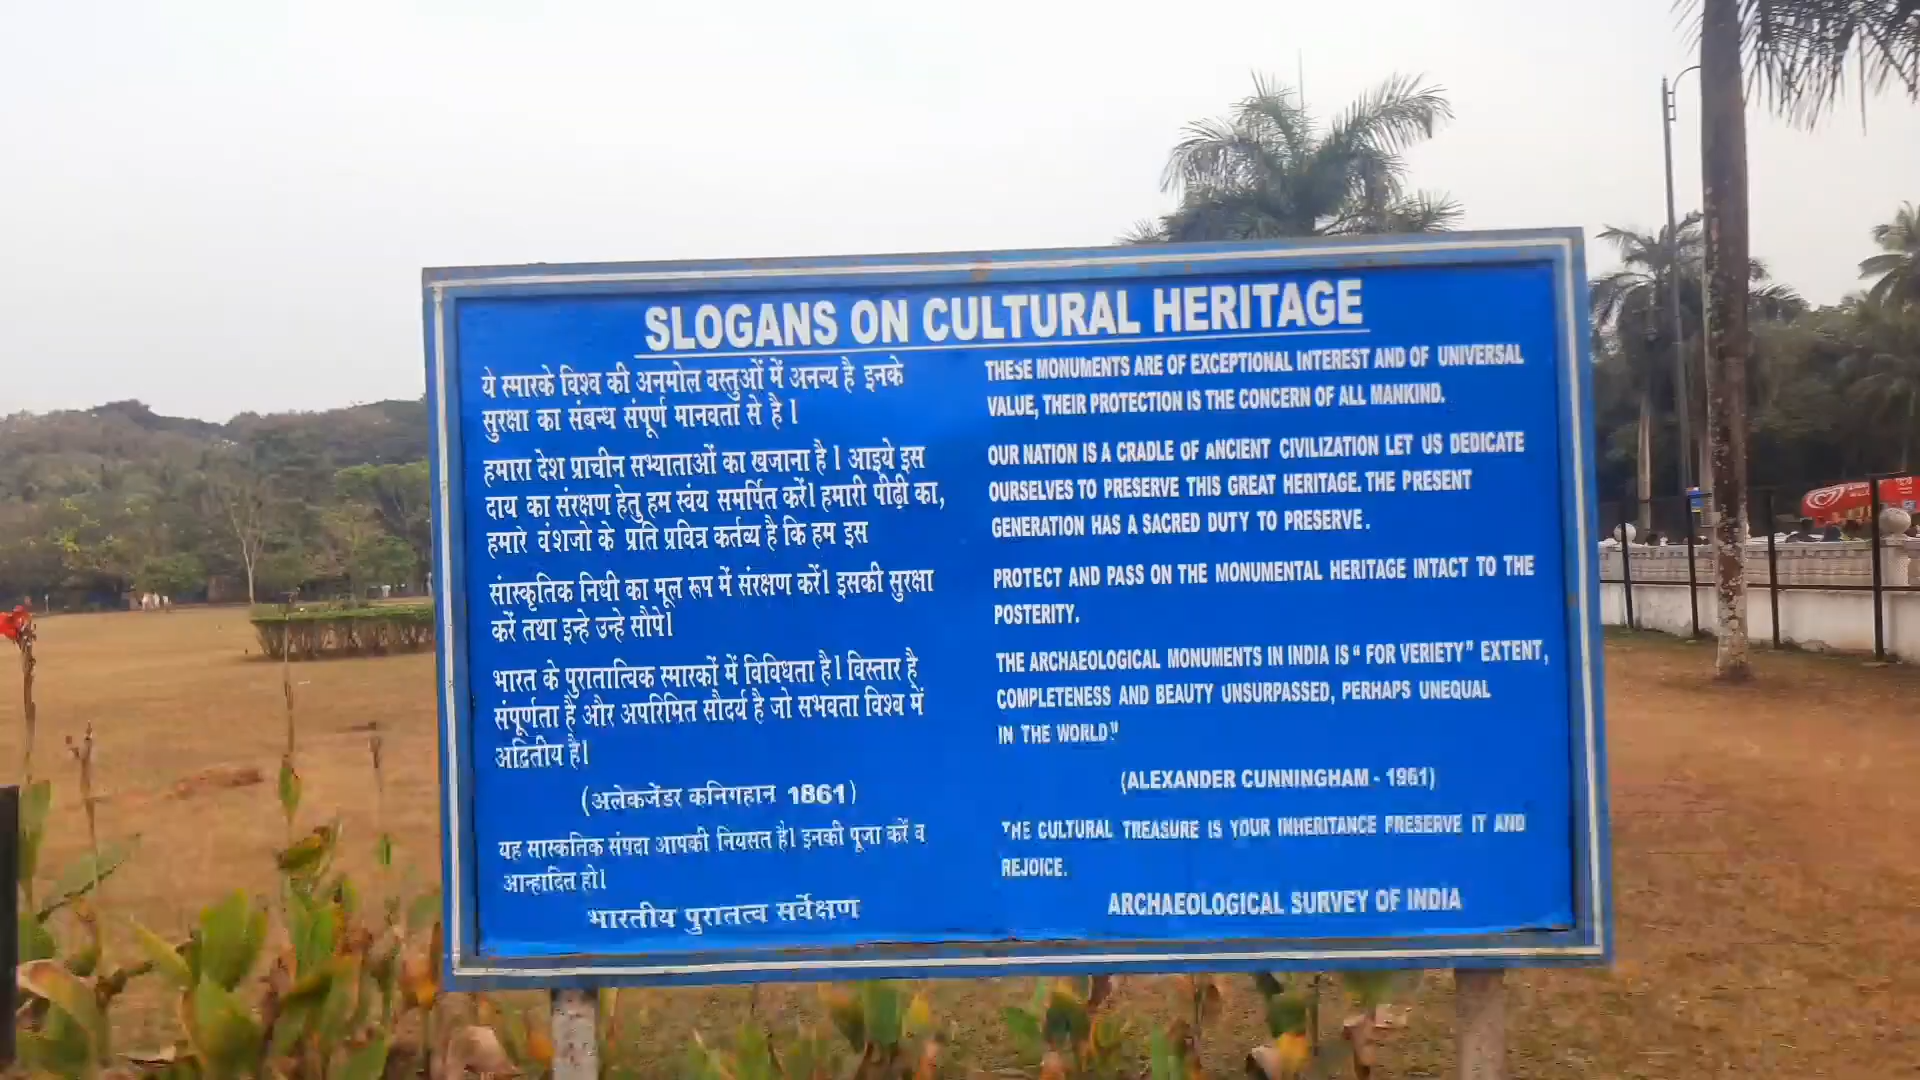 SLOGANS ON CULTURAL HERITAGE
ये स्मारके विश्व की अनमोल वस्तुओं में अनन्य है इनके
सुरक्षा का संबन्ध संपूर्ण मानवता से है।
हमारा देश प्राचीन सभ्याताओं का खजाना है। आइये इस
दाय का संरक्षण हेतु हम स्वंय समर्पित करें। हमारी पीढ़ी का,
हमारे वंशजो के प्रति प्रवित्र कर्तव्य है कि हम इस
सांस्कृतिक निधी का मूल रूप में संरक्षण करें। इसकी सुरक्षा
करें तथा इन्हे उन्हे सौपे।
भारत के पुरातात्विक स्मारकों में विविधता है। विस्तार है
संपूर्णता है और अपरिमित सौदर्य है जो सभवता विश्व में
अद्वितीय है।
(अलेकजेंडर कनिगहान 1861)
यह सास्कतिक संपदा आपकी नियसत है। इनकी पूजा करें व
आन्हादित हो।
भारतीय पुरातत्व सर्वेक्षण
THESE MONUMENTS ARE OF EXCEPTIONAL INTEREST AND OF UNIVERSAL
VALUE, THEIR PROTECTION IS THE CONCERN OF ALL MANKIND.
OUR NATION IS A CRADLE OF ANCIENT CIVILIZATION LET US DEDICATE
OURSELVES TO PRESERVE THIS GREAT HERITAGE. THE PRESENT
GENERATION HAS A SACRED DUTY TO PRESERVE.
PROTECT AND PASS ON THE MONUMENTAL HERITAGE INTACT TO THE
POSTERITY.
THE ARCHAEOLOGICAL MONUMENTS IN INDIA IS “ FOR VERIETY” EXTENT,
COMPLETENESS AND BEAUTY UNSURPASSED, PERHAPS UNEQUAL
IN THE WORLD”
(ALEXANDER CUNNINGHAM - 1961)
THE CULTURAL TREASURE IS YOUR INHERITANCE PRESERVE IT AND
REJOICE.
ARCHAEOLOGICAL SURVEY OF INDIA